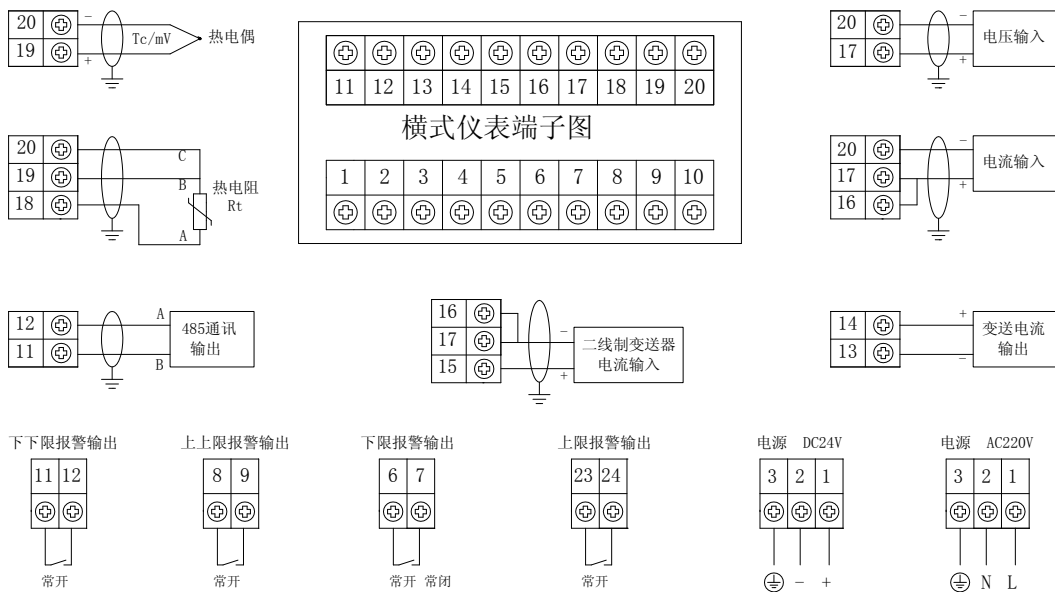 20 - Tc/mV 热电偶
19 +
11 12 13 14 15 16 17 18 19 20
横式仪表端子图
1 2 3 4 5 6 7 8 9 10
20 - 电压输入
17 +
20 C
19 B 热电阻
18 A Rt
20 - 电流输入
17 +
16
12 A 485通讯
11 B 输出
16 - 二线制变送器
17 电流输入
15 +
14 + 变送电流
13 - 输出
下下限报警输出
11 12
常开
上上限报警输出
8 9
常开
下限报警输出
6 7
常开 常闭
上限报警输出
23 24
常开
电源 DC24V
3 2 1
- +
电源 AC220V
3 2 1
N L